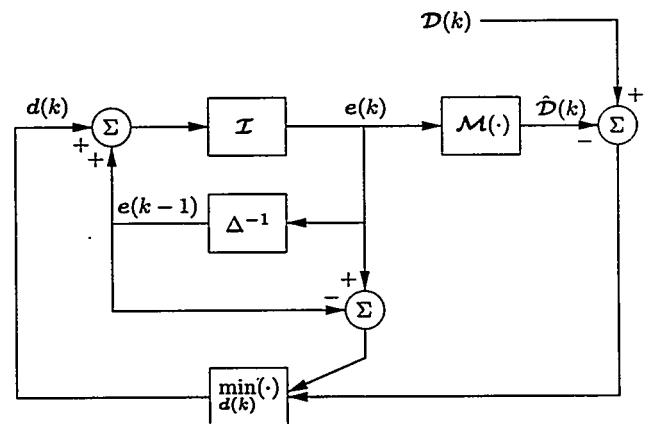 𝒟(k)
d(k)
e(k)
𝒟̂(k)
+
Σ
ℐ
ℳ(·)
Σ
+
+
−
e(k − 1)
Δ⁻¹
+
−
Σ
min(·)
d(k)